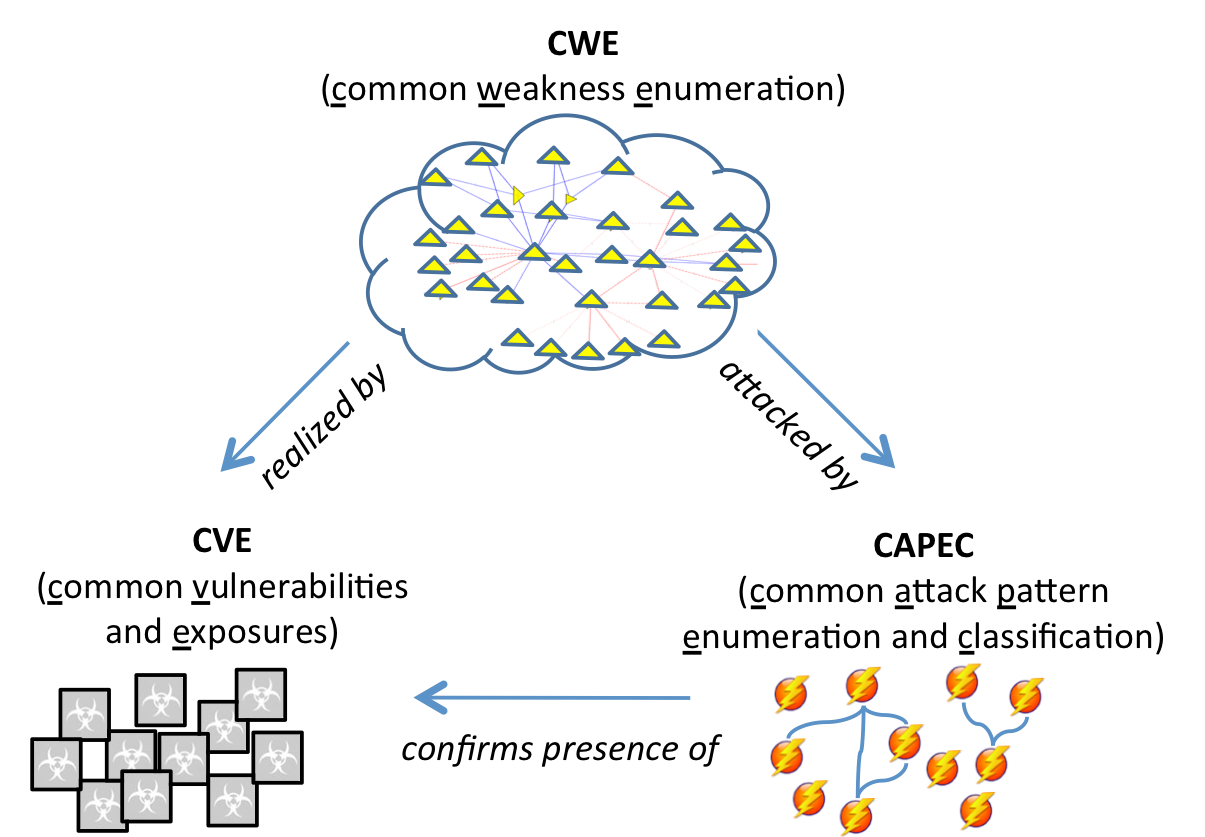 CWE
(common weakness enumeration)
realized by
attacked by
CVE
(common vulnerabilities
and exposures)
CAPEC
(common attack pattern
enumeration and classification)
confirms presence of